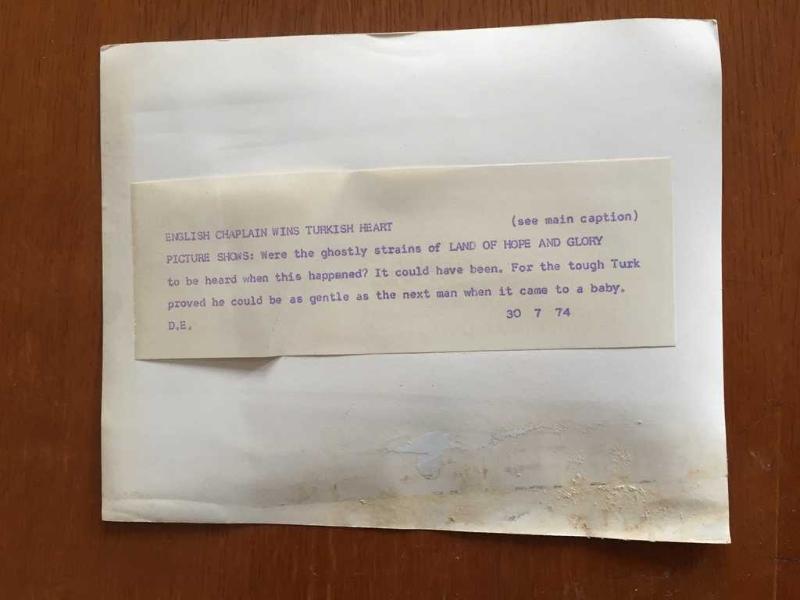 ENGLISH CHAPLAIN WINS TURKISH HEART (see main caption)
PICTURE SHOWS: Were the ghostly strains of LAND OF HOPE AND GLORY
to be heard when this happened? It could have been. For the tough Turk
proved he could be as gentle as the next man when it came to a baby.
D.E. 30 7 74